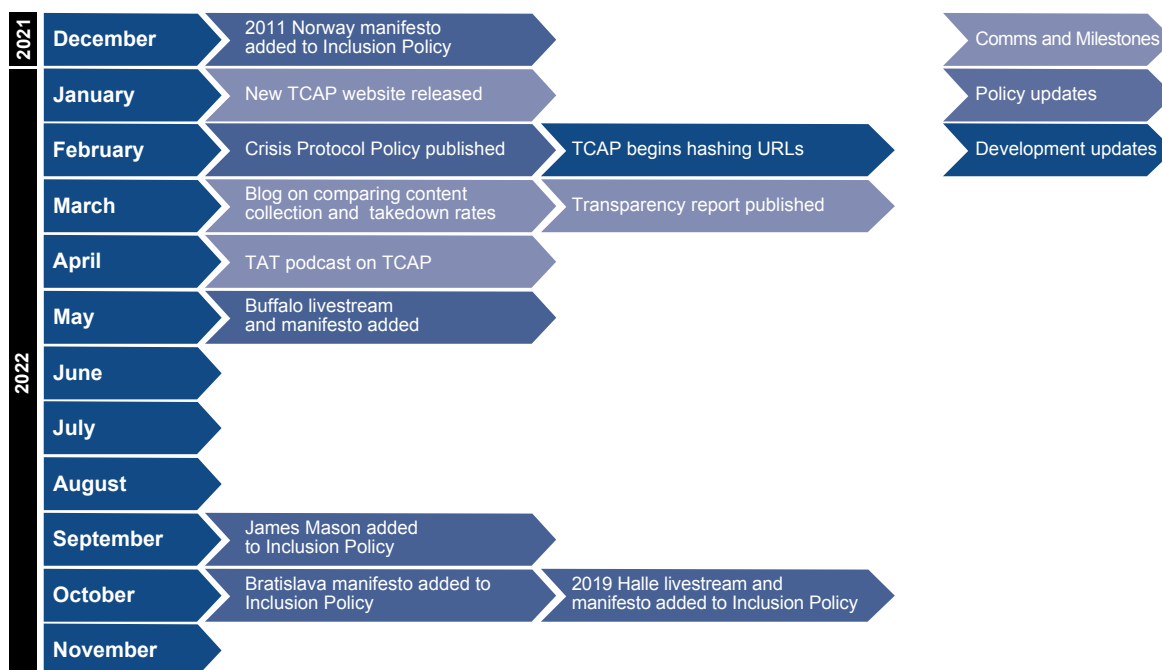 2021
December
2011 Norway manifesto
added to Inclusion Policy
Comms and Milestones
2022
January
New TCAP website released
Policy updates
February
Crisis Protocol Policy published
TCAP begins hashing URLs
Development updates
March
Blog on comparing content
collection and takedown rates
Transparency report published
April
TAT podcast on TCAP
May
Buffalo livestream
and manifesto added
June
July
August
September
James Mason added
to Inclusion Policy
October
Bratislava manifesto added to
Inclusion Policy
2019 Halle livestream and
manifesto added to Inclusion Policy
November